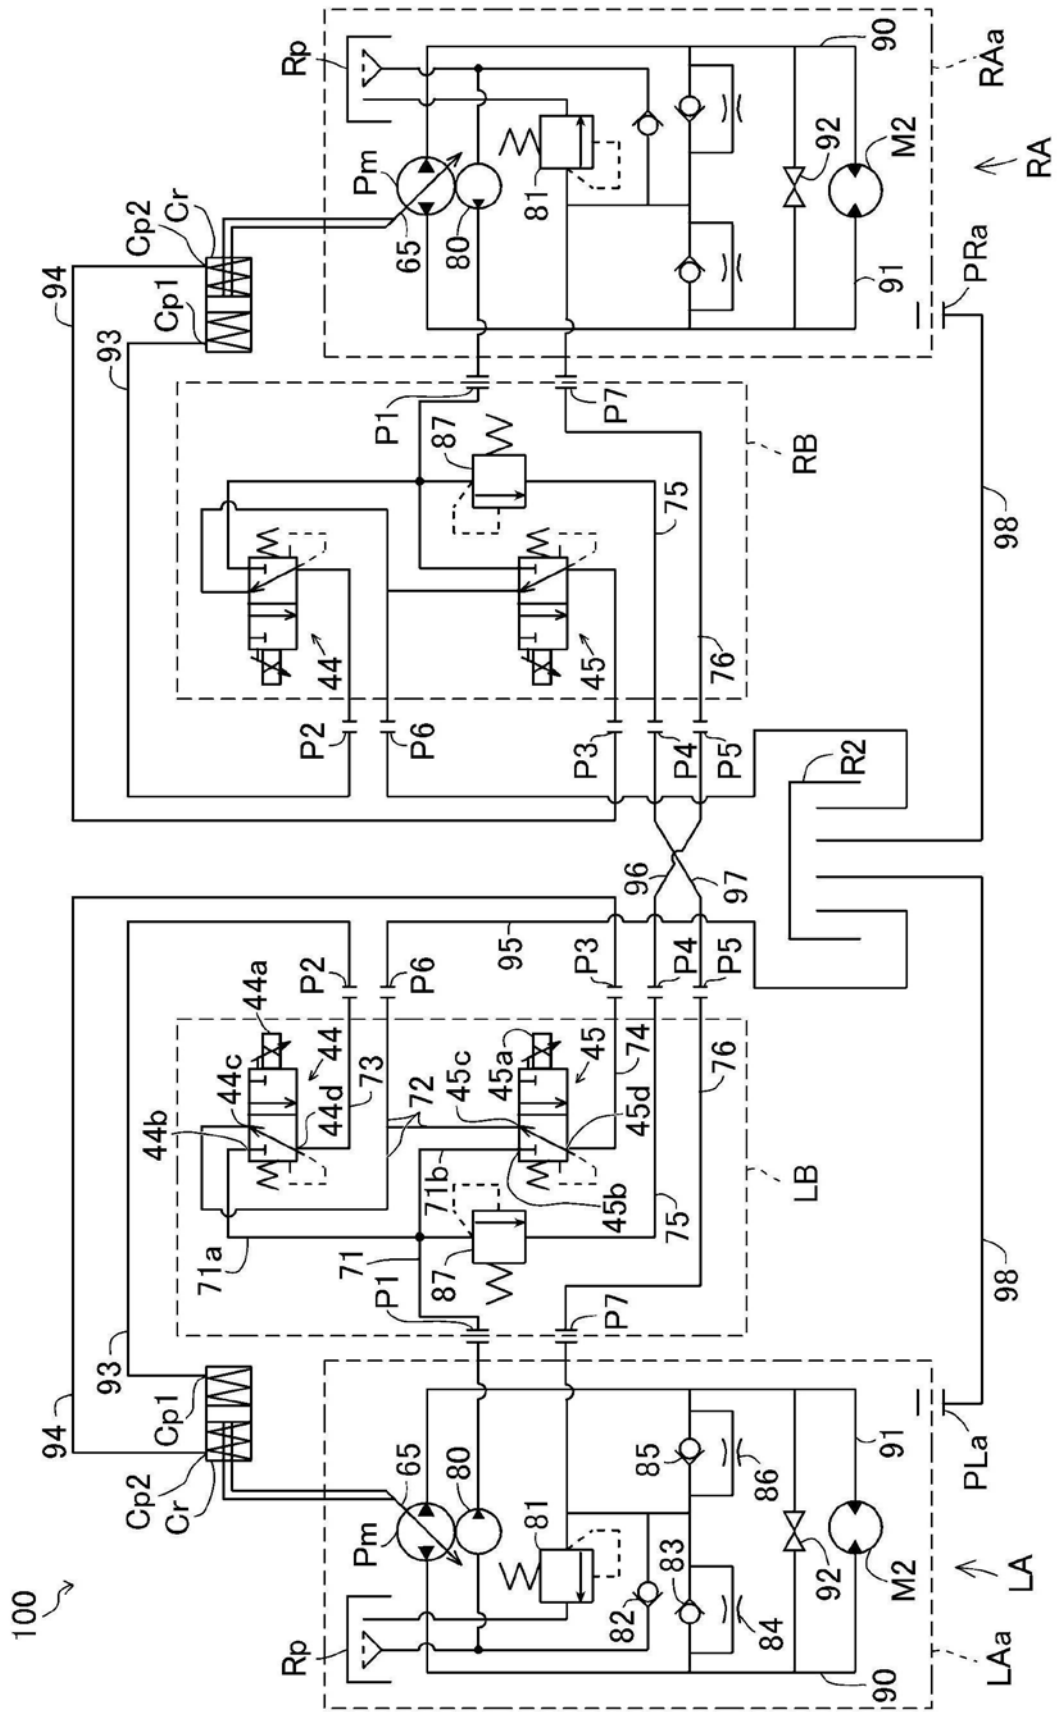 100
94
93
Cp2
Cr
Cp1
65
Pm
80
Rp
81
82
83
84
85
86
90
91
92
M2
LA
LAa
PLa
98
71
71a
71b
P1
87
P7
44b
44c
44a
44
44d
73
72
45c
45a
45
45b
45d
74
75
76
LB
P2
P6
P3
P4
P5
95
96
97
R2
94
93
Cp2
Cr
Cp1
44
45
P2
P6
P3
P4
P5
75
76
87
P1
P7
RB
98
Rp
Pm
65
80
81
90
91
92
M2
RAa
RA
PRa